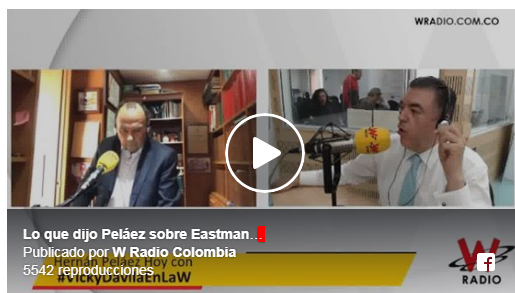 WRADIO.COM.CO
Lo que dijo Peláez sobre Eastman...
Publicado por W Radio Colombia
5542 reproducciones
Hernán Peláez Hoy con
#VickyDávilaEnLaW
W
RADIO
W
f